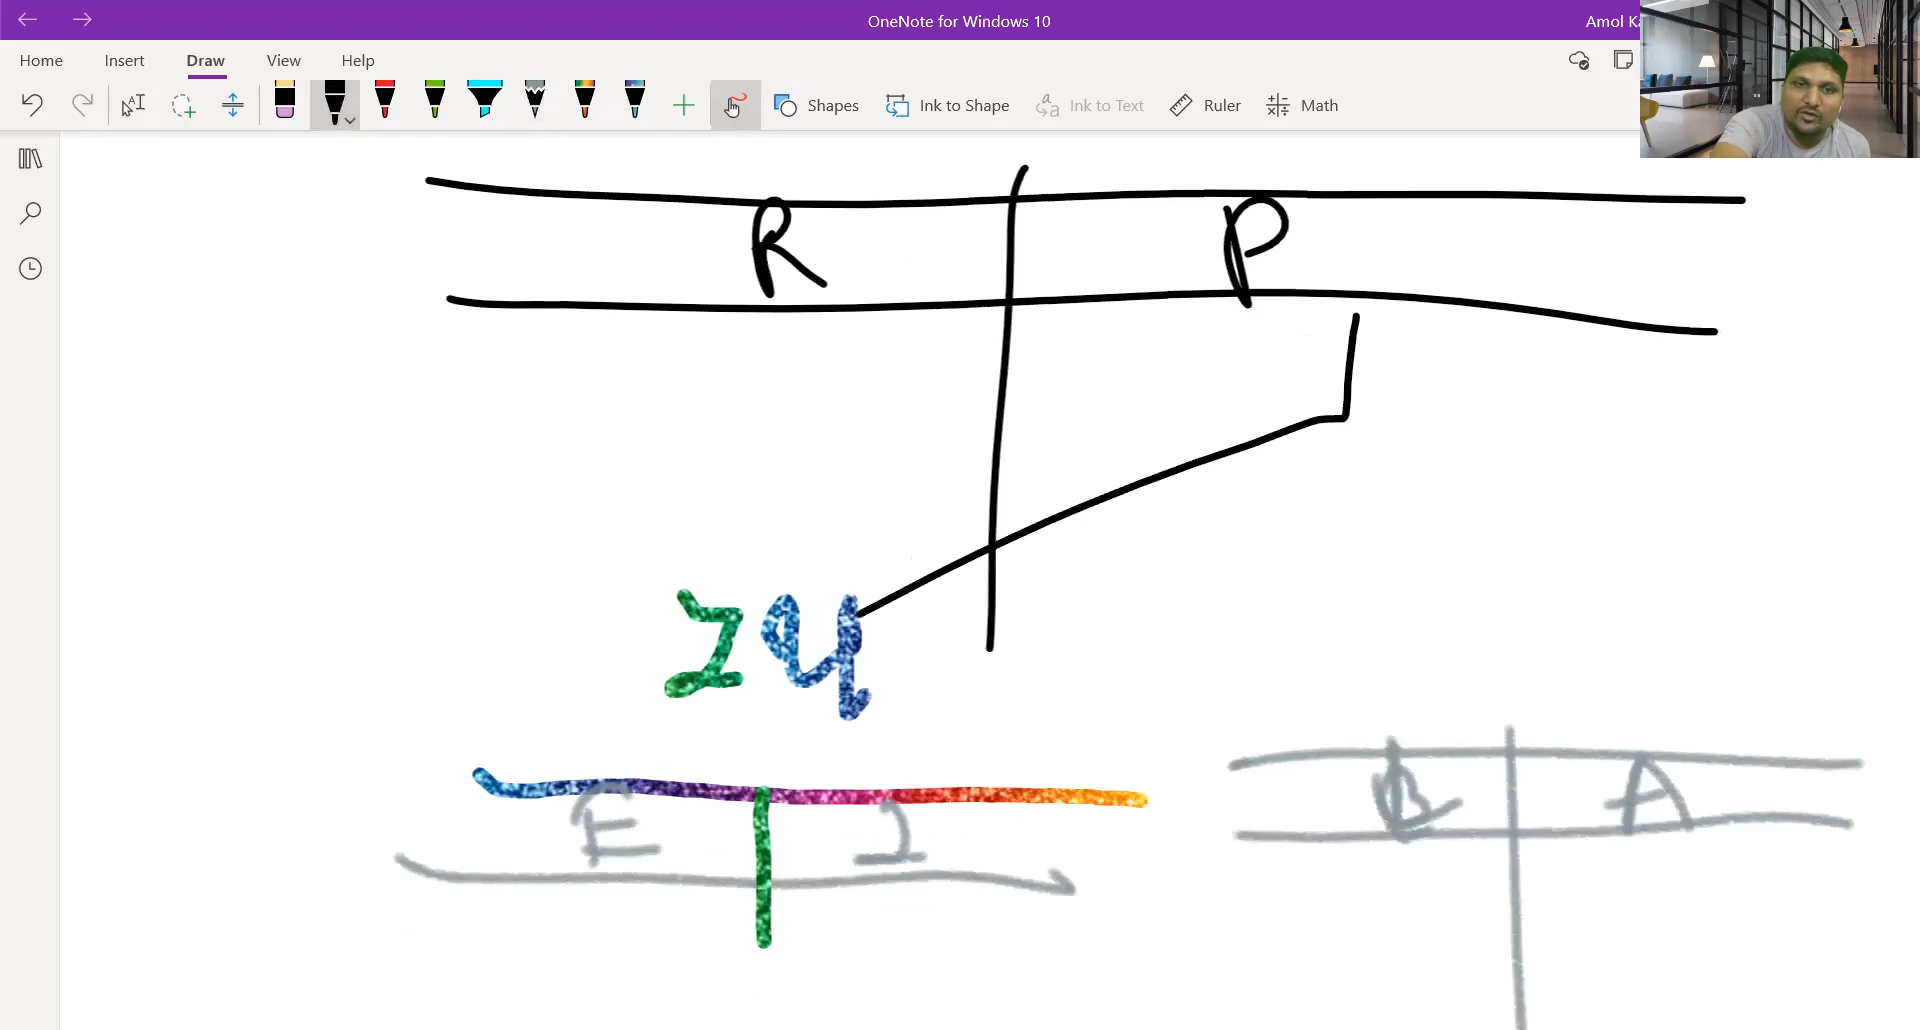 OneNote for Windows 10
Amol Ka
Home Insert Draw View Help
Shapes Ink to Shape Ink to Text Ruler Math
R P
E I
B A